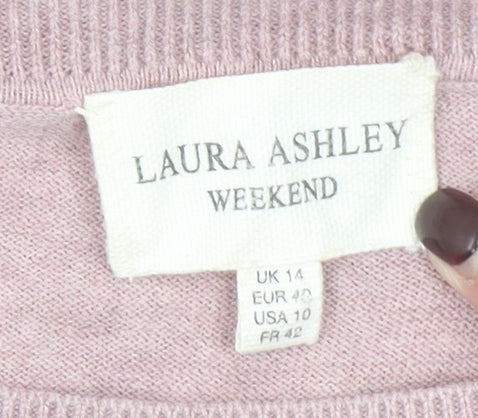 LAURA ASHLEY
WEEKEND
UK 14
EUR 40
USA 10
FR 42